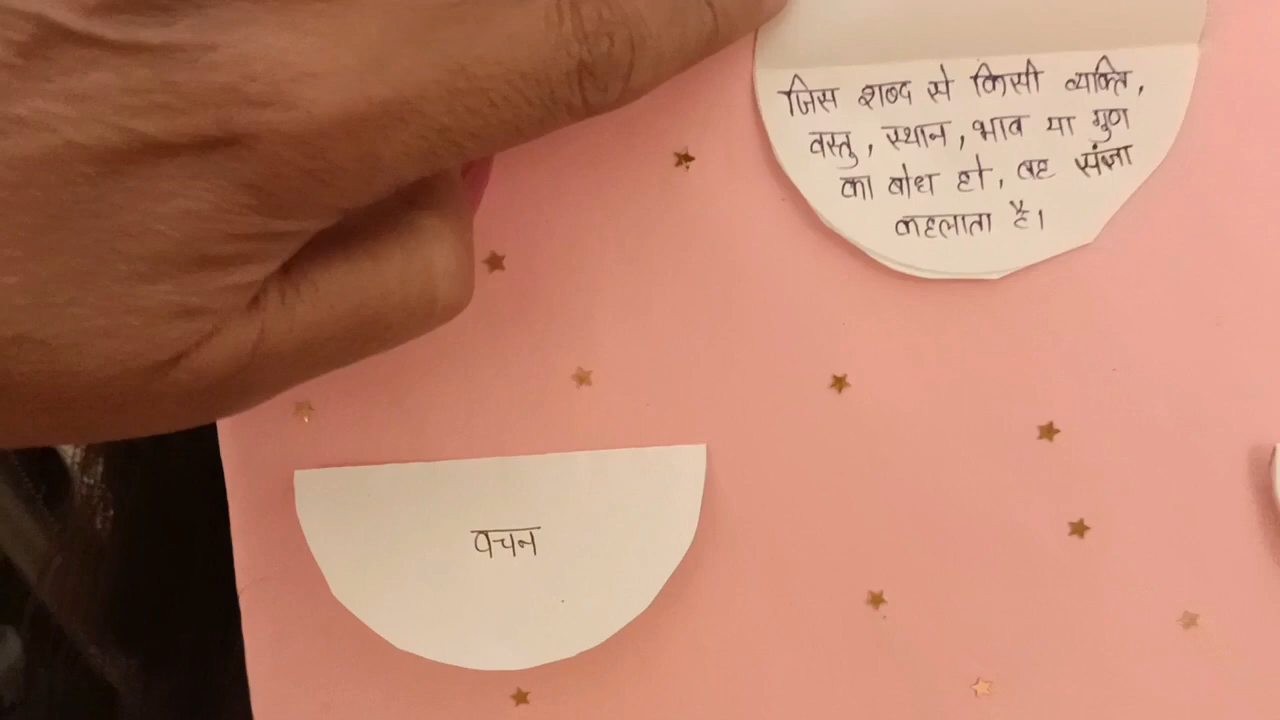 जिस शब्द से किसी व्यक्ति,
वस्तु, स्थान, भाव या गुण
का बोध हो, वह संज्ञा
कहलाता है।
वचन